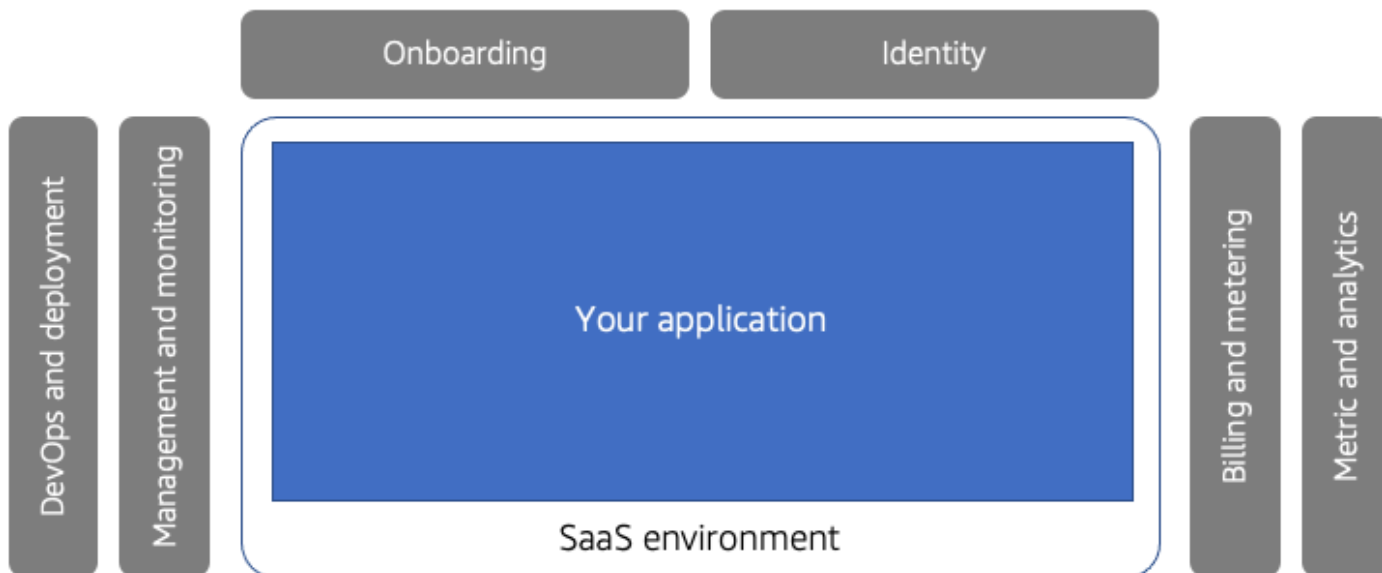 Onboarding
Identity
DevOps and deployment
Management and monitoring
Your application
SaaS environment
Billing and metering
Metric and analytics